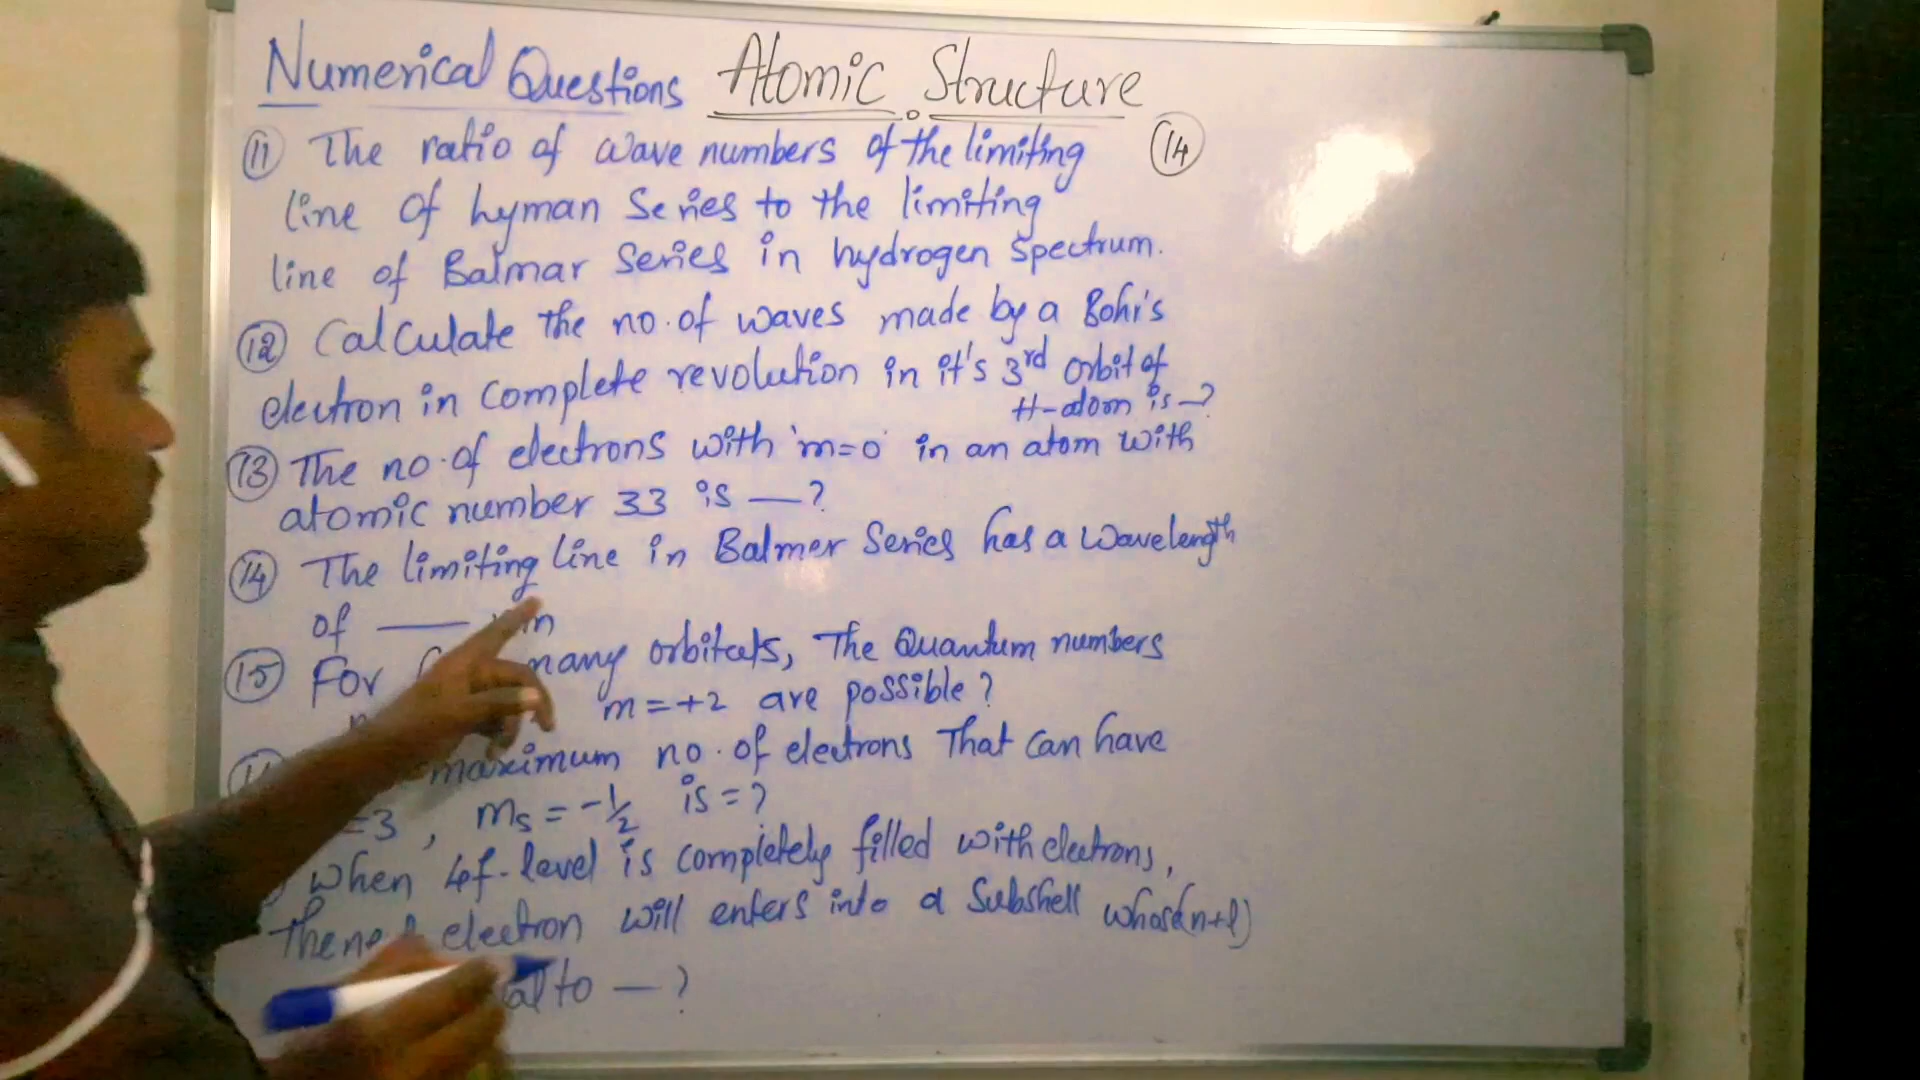 Numerical Questions Atomic Structure
(11) The ratio of wave numbers of the limiting
line of hyman Series to the limiting
line of Balmar Series in hydrogen Spectrum.
(12) Calculate the no.of waves made by a Bohr's
electron in complete revolution in it's 3rd orbit of
H-atom is —?
(13) The no.of electrons with 'm=0' in an atom with
atomic number 33 is —?
(14) The limiting line in Balmer Series has a wavelength
of ——
(15) For many orbitals, The Quantum numbers
m=+2 are possible?
maximum no.of electrons That can have
=3, ms = -1/2 is = ?
when 4f-level is completely filled with electrons,
The electron will enters into a Subshell whose(n+l)
to — ?
(14)